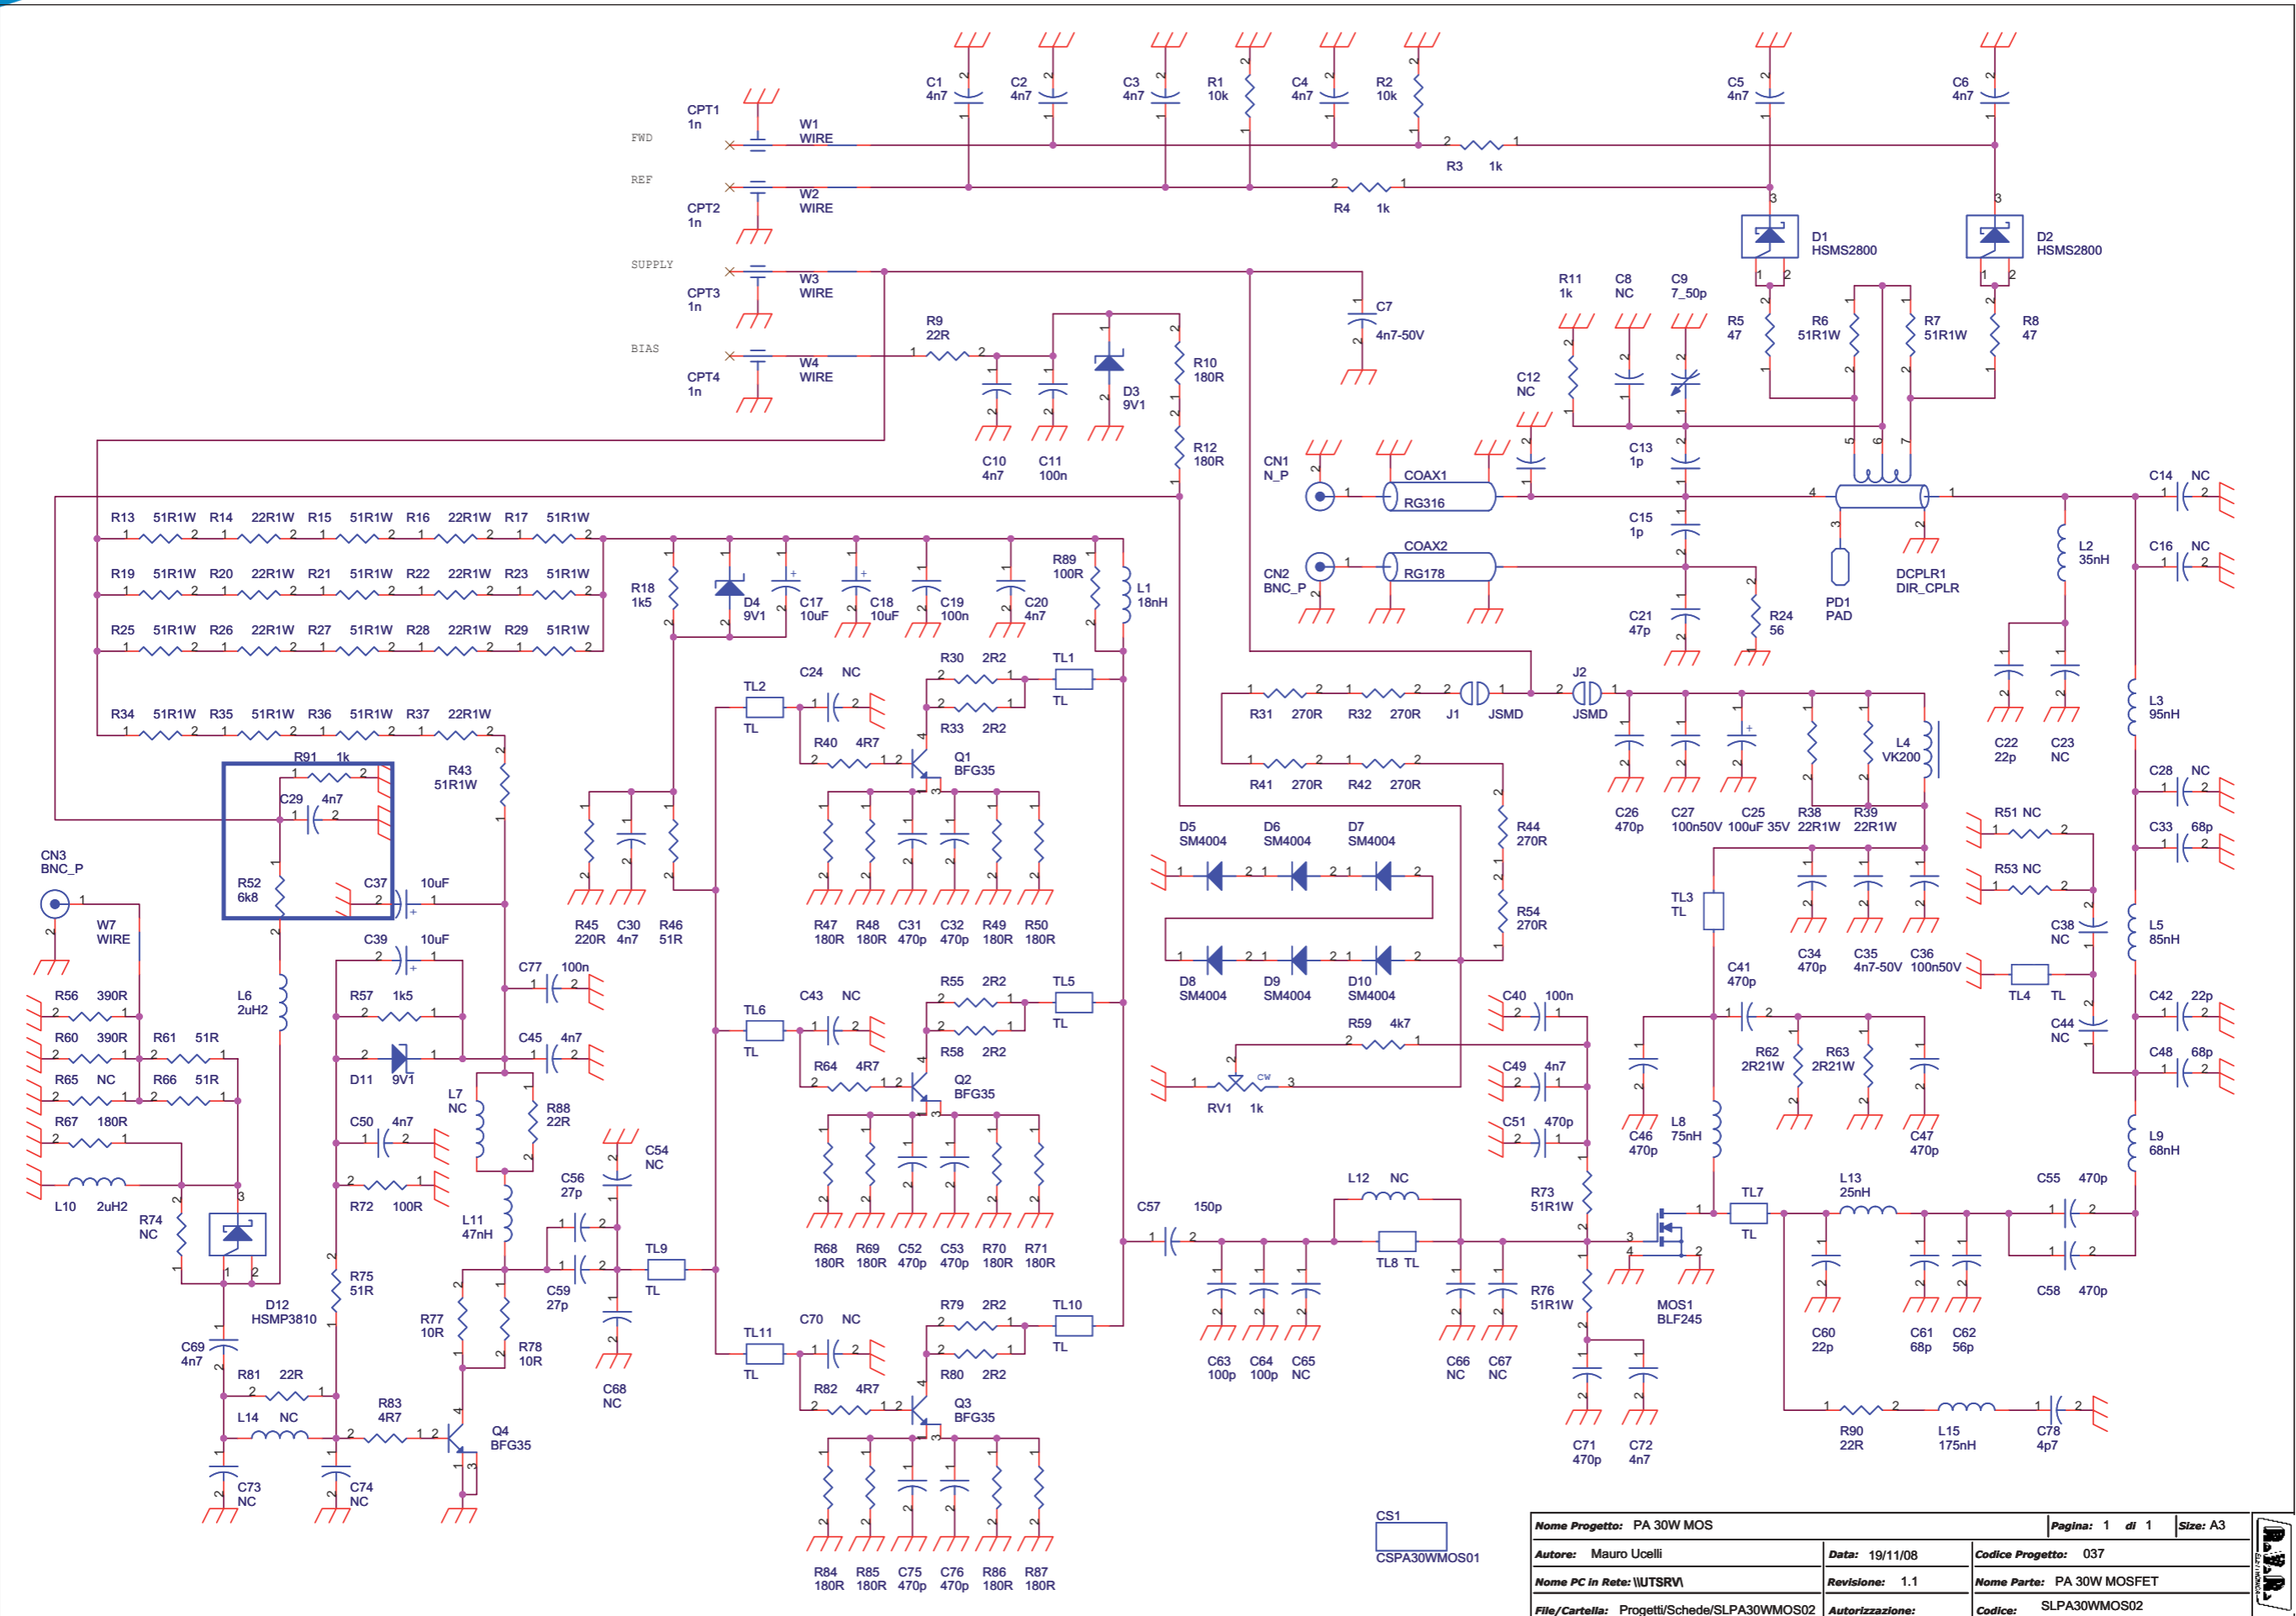 C1 4n7
C2 4n7
C3 4n7
R1 10k
C4 4n7
R2 10k
C5 4n7
C6 4n7
CPT1 1n
FWD
W1 WIRE
R3 1k
REF
CPT2 1n
W2 WIRE
R4 1k
D1 HSMS2800
D2 HSMS2800
SUPPLY
CPT3 1n
W3 WIRE
C7 4n7-50V
R11 1k
C8 NC
C9 7_50p
R5 47
R6 51R1W
R7 51R1W
R8 47
BIAS
CPT4 1n
W4 WIRE
R9 22R
C10 4n7
C11 100n
D3 9V1
R10 180R
R12 180R
C12 NC
CN1 N_P
COAX1
RG316
C13 1p
C15 1p
CN2 BNC_P
COAX2
RG178
C21 47p
R24 56
PD1 PAD
DCPLR1 DIR_CPLR
C14 NC
C16 NC
L2 35nH
C22 22p
C23 NC
L3 95nH
R13 51R1W R14 22R1W R15 51R1W R16 22R1W R17 51R1W
R19 51R1W R20 22R1W R21 51R1W R22 22R1W R23 51R1W
R25 51R1W R26 22R1W R27 51R1W R28 22R1W R29 51R1W
R34 51R1W R35 51R1W R36 51R1W R37 22R1W
R18 1k5
D4 9V1
C17 10uF
C18 10uF
C19 100n
C20 4n7
R89 100R
L1 18nH
R91 1k
C29 4n7
R43 51R1W
R52 6k8
C37 10uF
CN3 BNC_P
W7 WIRE
C39 10uF
R57 1k5
D11 9V1
C77 100n
C45 4n7
L6 2uH2
R56 390R
R60 390R R61 51R
R65 NC R66 51R
R67 180R
L10 2uH2
R74 NC
D12 HSMP3810
C50 4n7
R72 100R
L7 NC
R88 22R
L11 47nH
R75 51R
C69 4n7
R81 22R
L14 NC
C73 NC
C74 NC
R83 4R7
Q4 BFG35
R77 10R
R78 10R
C56 27p
C59 27p
C54 NC
C68 NC
TL9 TL
R45 220R
C30 4n7
R46 51R
TL2 TL
C24 NC
R30 2R2
R33 2R2
TL1 TL
R40 4R7
Q1 BFG35
R47 180R
R48 180R
C31 470p
C32 470p
R49 180R
R50 180R
TL6 TL
C43 NC
R55 2R2
R58 2R2
TL5 TL
R64 4R7
Q2 BFG35
R68 180R
R69 180R
C52 470p
C53 470p
R70 180R
R71 180R
TL11 TL
C70 NC
R79 2R2
R80 2R2
TL10 TL
R82 4R7
Q3 BFG35
R84 180R
R85 180R
C75 470p
C76 470p
R86 180R
R87 180R
R31 270R
R32 270R
J1 JSMD
J2 JSMD
R41 270R
R42 270R
R44 270R
R54 270R
C26 470p
C27 100n50V
C25 100uF 35V
R38 22R1W
R39 22R1W
L4 VK200
D5 SM4004
D6 SM4004
D7 SM4004
D8 SM4004
D9 SM4004
D10 SM4004
R59 4k7
RV1 1k
CW
C40 100n
C49 4n7
C51 470p
TL3 TL
C34 470p
C35 4n7-50V
C36 100n50V
C41 470p
C46 470p
R62 2R21W
R63 2R21W
C47 470p
L8 75nH
R51 NC
R53 NC
C38 NC
TL4 TL
C44 NC
C28 NC
C33 68p
L5 85nH
C42 22p
C48 68p
L9 68nH
C57 150p
L12 NC
TL8 TL
C63 100p
C64 100p
C65 NC
C66 NC
C67 NC
R73 51R1W
R76 51R1W
C71 470p
C72 4n7
MOS1 BLF245
TL7 TL
L13 25nH
C60 22p
C61 68p
C62 56p
C55 470p
C58 470p
R90 22R
L15 175nH
C78 4p7
CS1
CSPA30WMOS01
Nome Progetto: PA 30W MOS Pagina: 1 di 1 Size: A3
Autore: Mauro Ucelli Data: 19/11/08 Codice Progetto: 037
Nome PC in Rete: \\UTSRV\ Revisione: 1.1 Nome Parte: PA 30W MOSFET
File/Cartella: Progetti/Schede/SLPA30WMOS02 Autorizzazione: Codice: SLPA30WMOS02